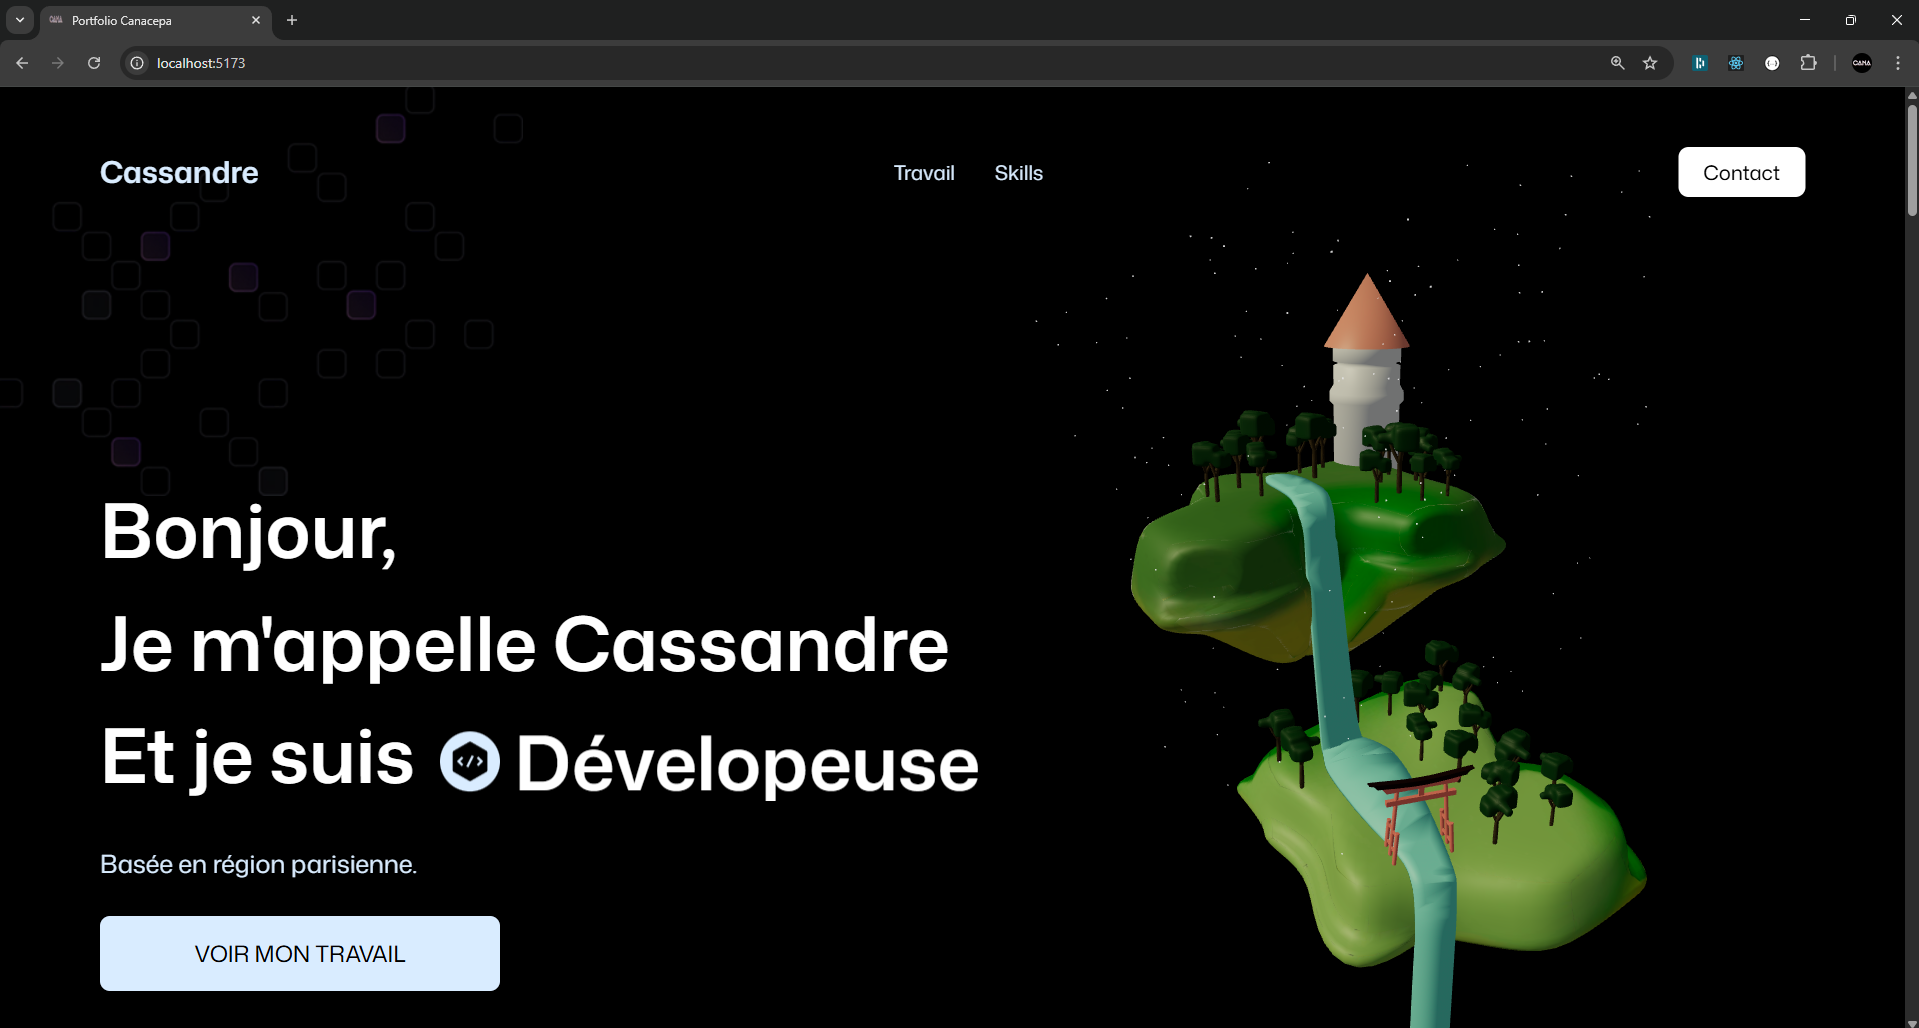 Portfolio Canacepa
localhost:5173
CANA
Cassandre
Travail
Skills
Contact
Bonjour,
Je m'appelle Cassandre
Et je suis </> Dévelopeuse
Basée en région parisienne.
VOIR MON TRAVAIL